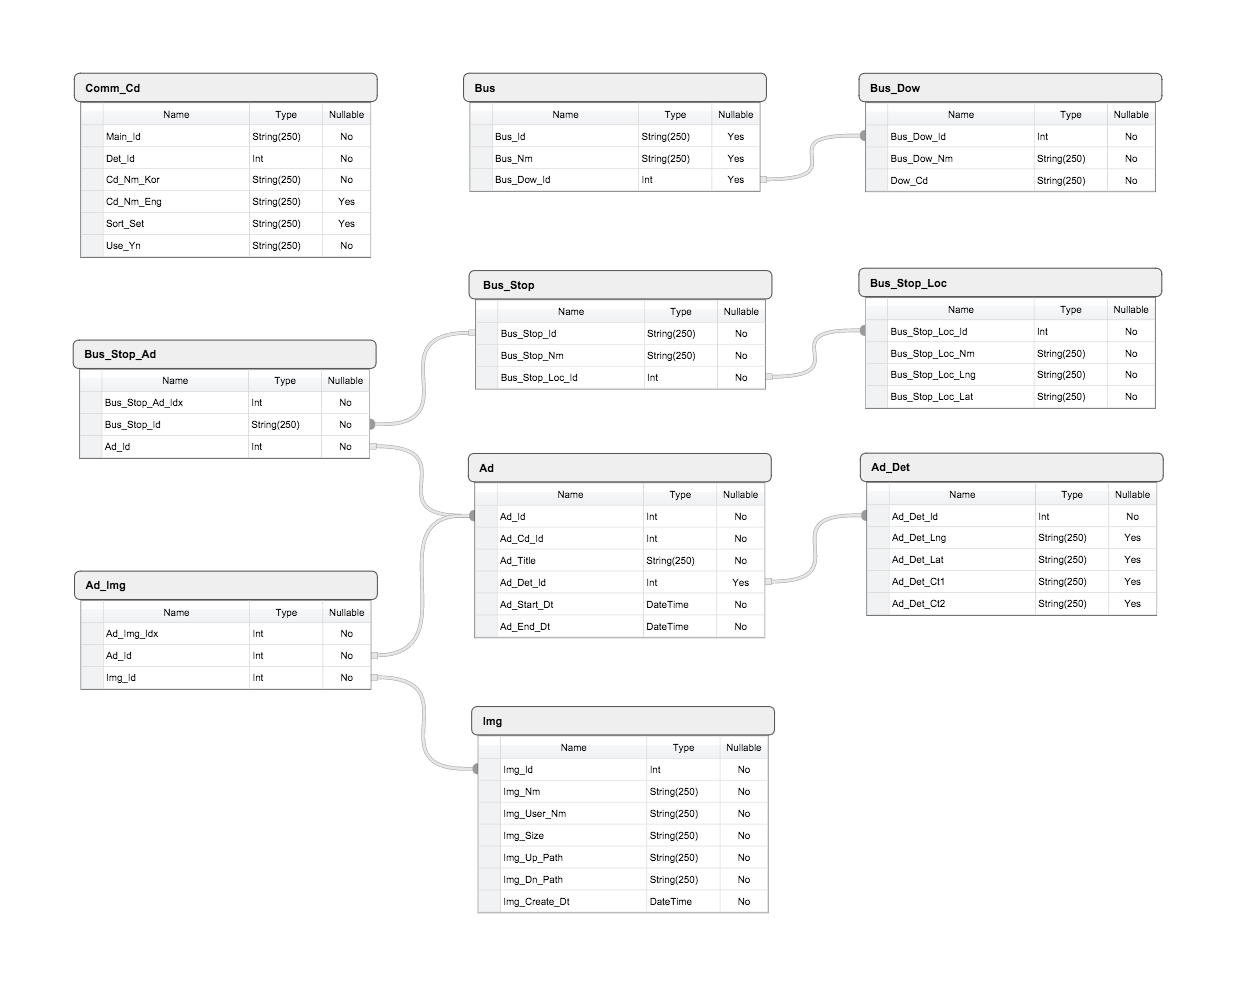 Comm_Cd
Name Type Nullable
Main_Id String(250) No
Det_Id Int No
Cd_Nm_Kor String(250) No
Cd_Nm_Eng String(250) Yes
Sort_Set String(250) Yes
Use_Yn String(250) No
Bus
Name Type Nullable
Bus_Id String(250) Yes
Bus_Nm String(250) Yes
Bus_Dow_Id Int Yes
Bus_Dow
Name Type Nullable
Bus_Dow_Id Int No
Bus_Dow_Nm String(250) No
Dow_Cd String(250) No
Bus_Stop
Name Type Nullable
Bus_Stop_Id String(250) No
Bus_Stop_Nm String(250) No
Bus_Stop_Loc_Id Int No
Bus_Stop_Loc
Name Type Nullable
Bus_Stop_Loc_Id Int No
Bus_Stop_Loc_Nm String(250) No
Bus_Stop_Loc_Lng String(250) No
Bus_Stop_Loc_Lat String(250) No
Bus_Stop_Ad
Name Type Nullable
Bus_Stop_Ad_Idx Int No
Bus_Stop_Id String(250) No
Ad_Id Int No
Ad
Name Type Nullable
Ad_Id Int No
Ad_Cd_Id Int No
Ad_Title String(250) No
Ad_Det_Id Int Yes
Ad_Start_Dt DateTime No
Ad_End_Dt DateTime No
Ad_Det
Name Type Nullable
Ad_Det_Id Int No
Ad_Det_Lng String(250) Yes
Ad_Det_Lat String(250) Yes
Ad_Det_Ct1 String(250) Yes
Ad_Det_Ct2 String(250) Yes
Ad_Img
Name Type Nullable
Ad_Img_Idx Int No
Ad_Id Int No
Img_Id Int No
Img
Name Type Nullable
Img_Id Int No
Img_Nm String(250) No
Img_User_Nm String(250) No
Img_Size String(250) No
Img_Up_Path String(250) No
Img_Dn_Path String(250) No
Img_Create_Dt DateTime No